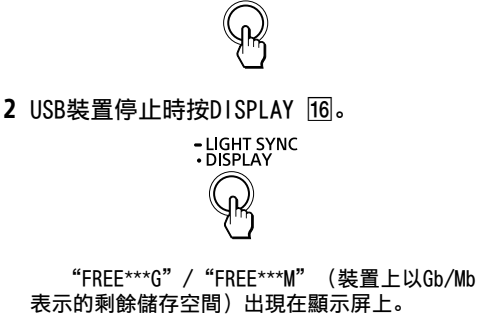 2 USB裝置停止時按DISPLAY 16。
– LIGHT SYNC
• DISPLAY
“FREE***G”/“FREE***M”（裝置上以Gb/Mb
表示的剩餘儲存空間）出現在顯示屏上。